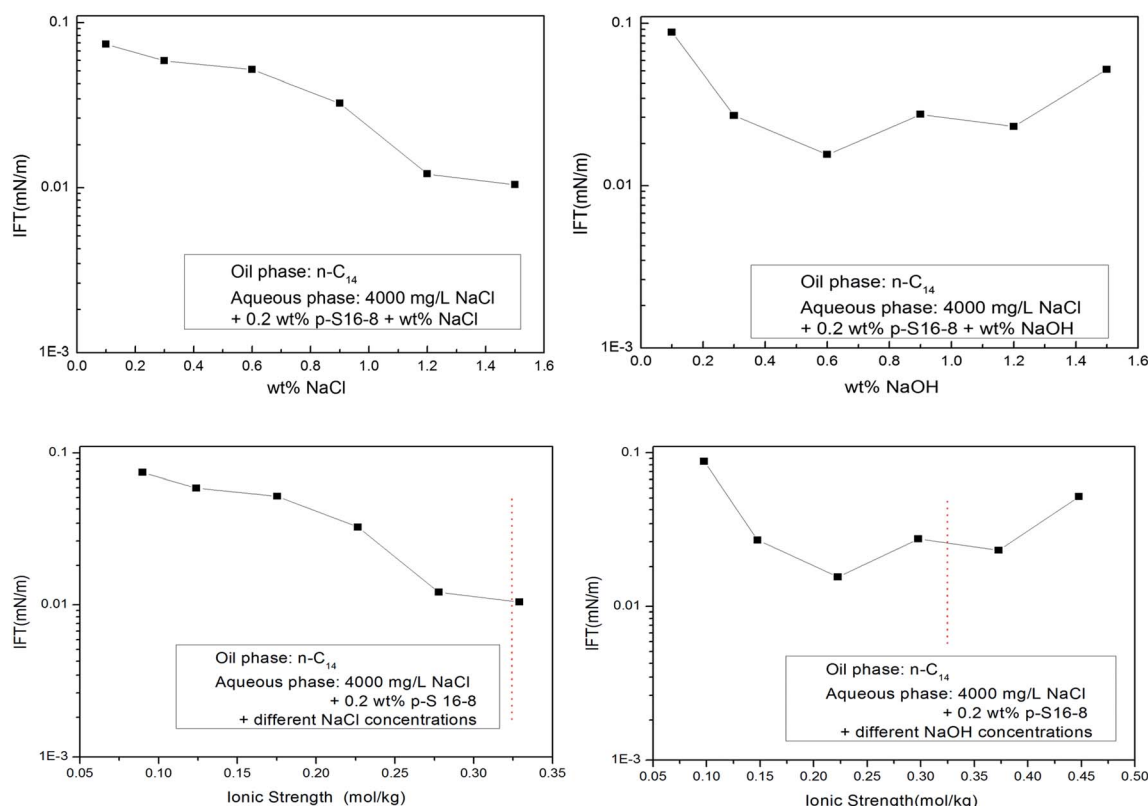 0.1
0.01
1E-3
IFT(mN/m)
Oil phase: n-C₁₄
Aqueous phase: 4000 mg/L NaCl
+ 0.2 wt% p-S16-8 + wt% NaCl
0.0 0.2 0.4 0.6 0.8 1.0 1.2 1.4 1.6
wt% NaCl
0.1
0.01
1E-3
IFT(mN/m)
Oil phase: n-C₁₄
Aqueous phase: 4000 mg/L NaCl
+ 0.2 wt% p-S16-8 + wt% NaOH
0.0 0.2 0.4 0.6 0.8 1.0 1.2 1.4 1.6
wt% NaOH
0.1
0.01
1E-3
IFT(mN/m)
Oil phase: n-C₁₄
Aqueous phase: 4000 mg/L NaCl
+ 0.2 wt% p-S 16-8
+ different NaCl concentrations
0.05 0.10 0.15 0.20 0.25 0.30 0.35
Ionic Strength (mol/kg)
0.1
0.01
1E-3
IFT(mN/m)
Oil phase: n-C₁₄
Aqueous phase: 4000 mg/L NaCl
+ 0.2 wt% p-S16-8
+ different NaOH concentrations
0.05 0.10 0.15 0.20 0.25 0.30 0.35 0.40 0.45 0.50
Ionic Strength(mol/kg)